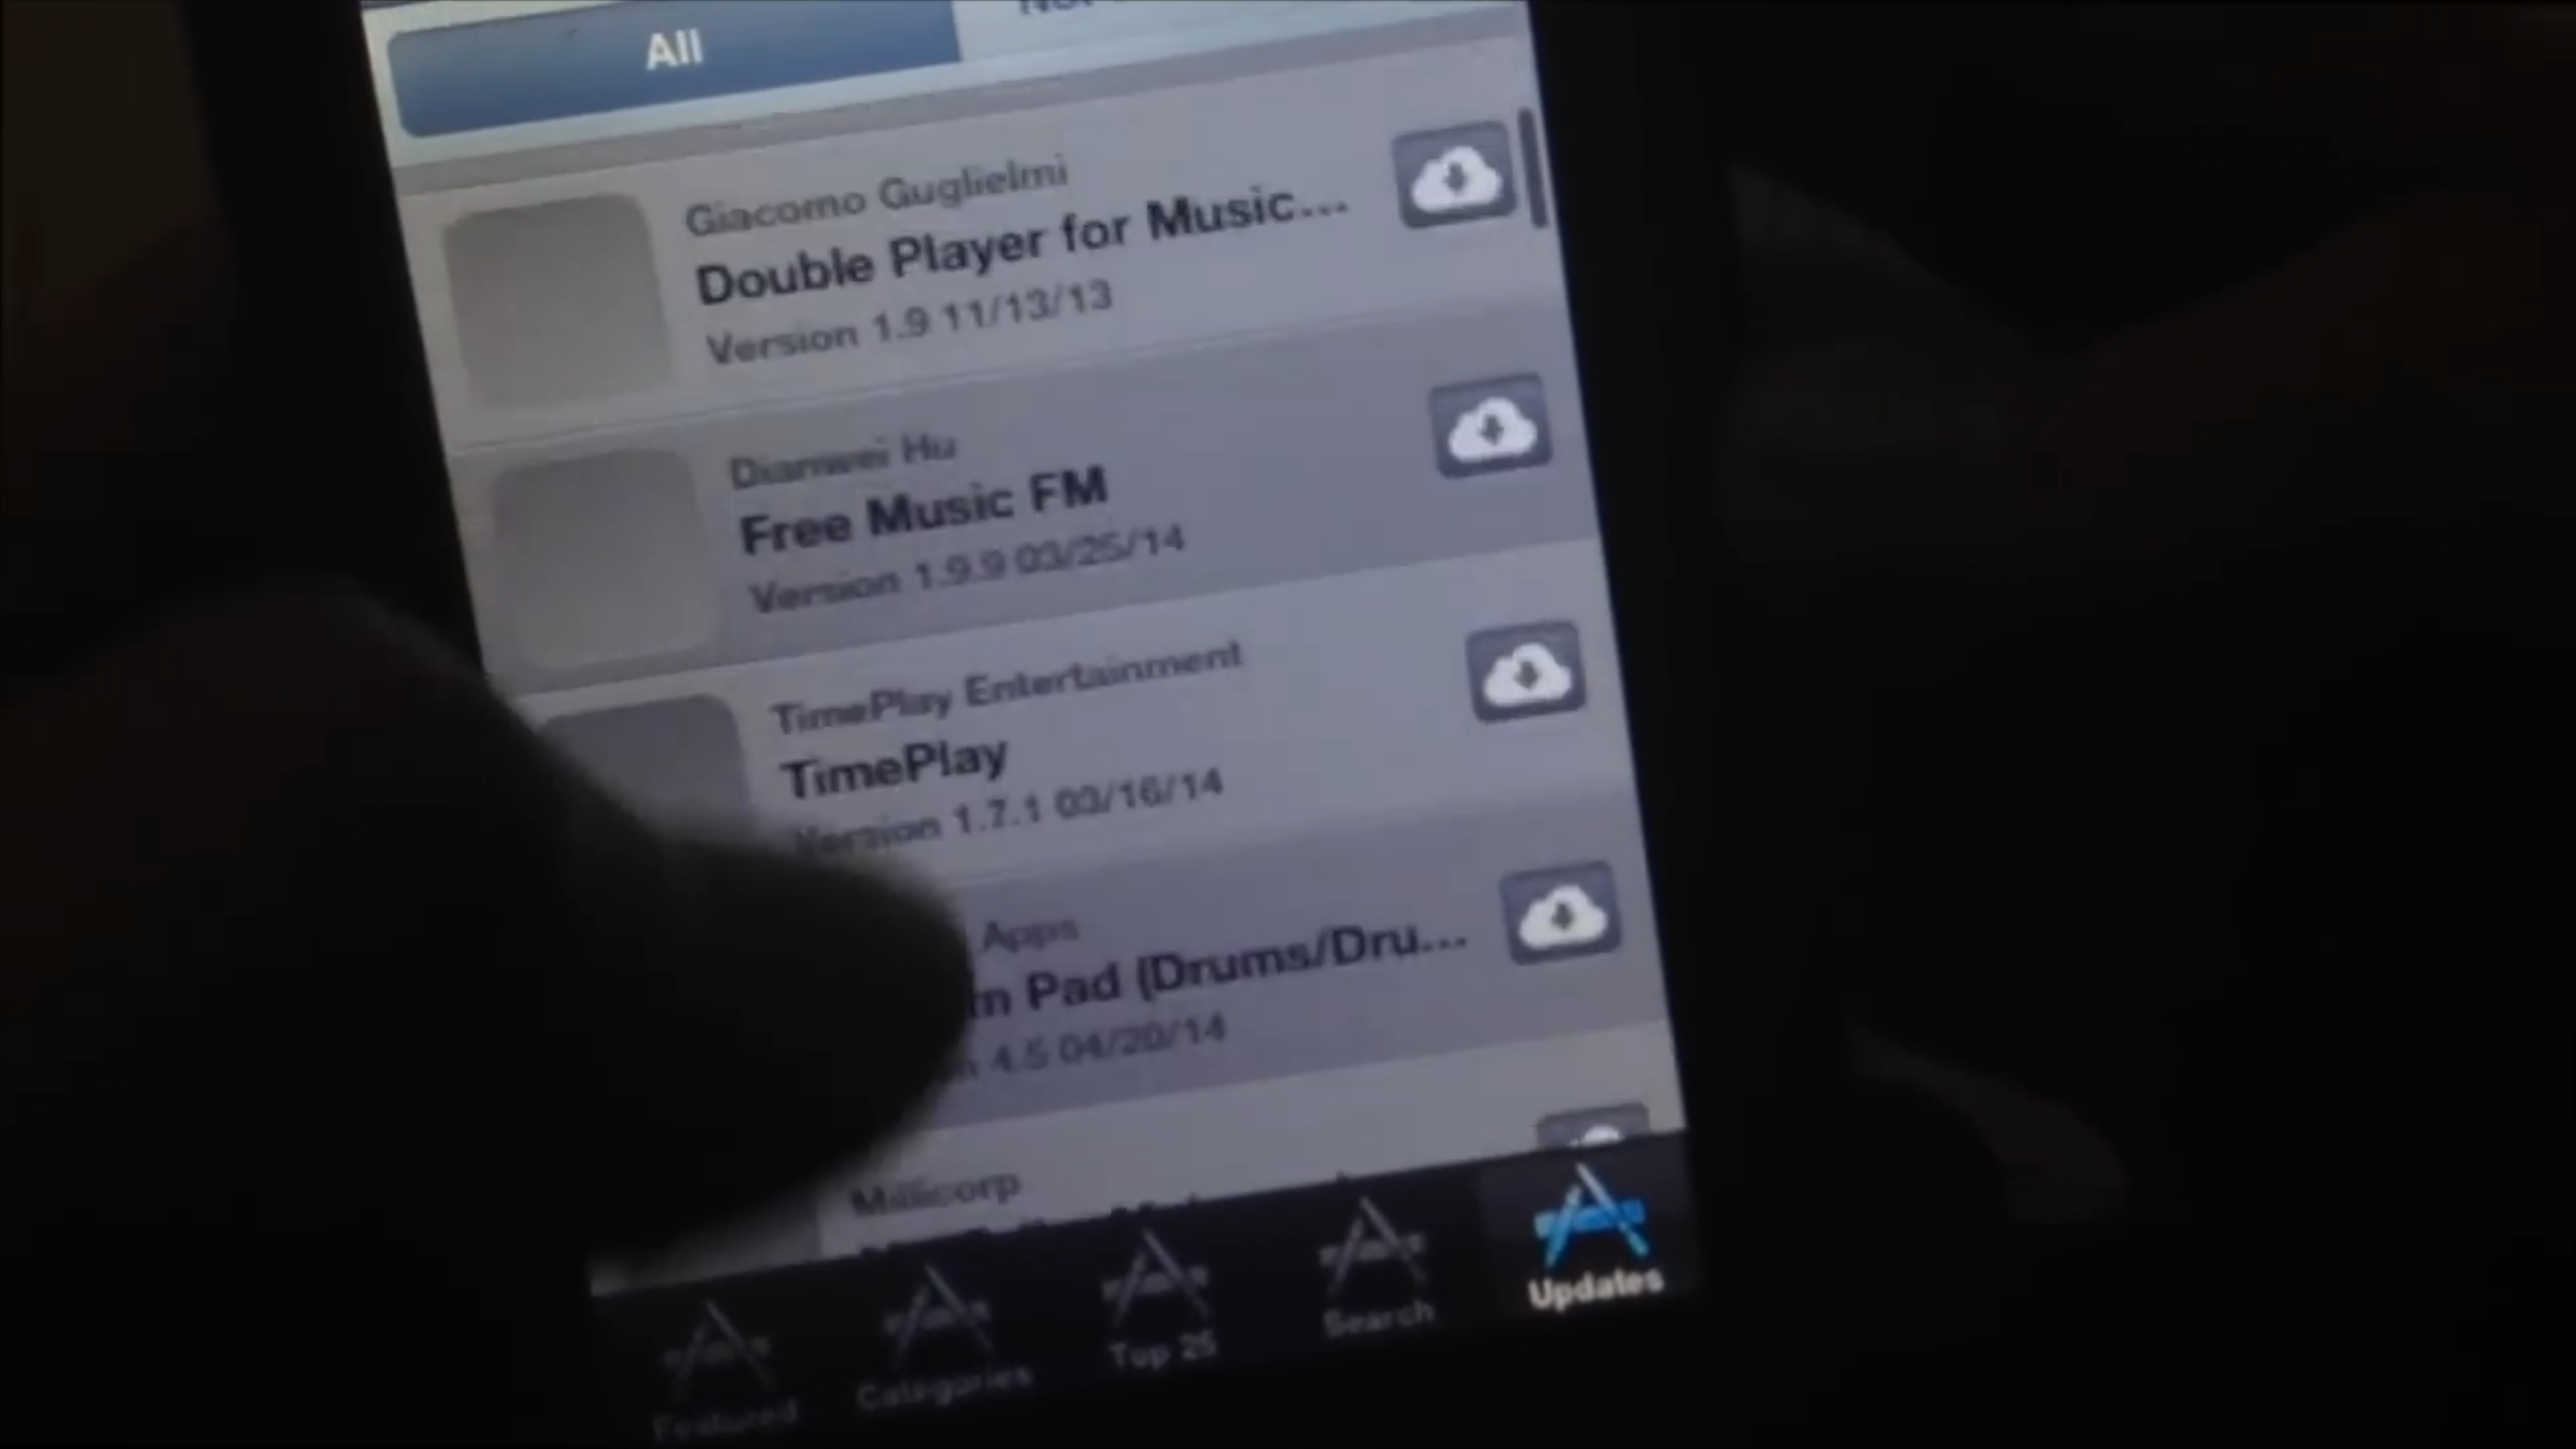 All
Giacomo Guglielmi
Double Player for Music...
Version 1.9 11/13/13
Dianwei Hu
Free Music FM
Version 1.9.9 03/25/14
TimePlay Entertainment
TimePlay
Version 1.7.1 03/16/14
Apps
Pad (Drums/Dru...
4.5 04/20/14
Millicorp
Featured
Categories
Top 25
Search
Updates